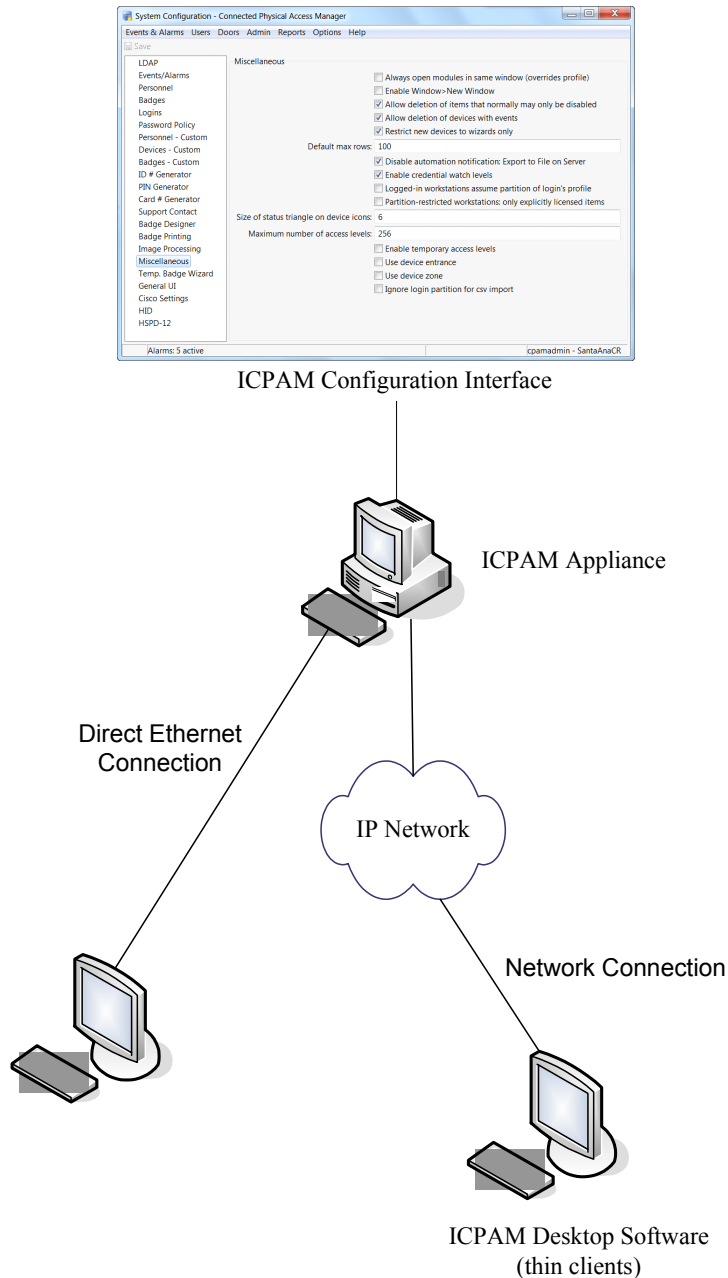 System Configuration - Connected Physical Access Manager
Events & Alarms Users Doors Admin Reports Options Help
Save
LDAP
Events/Alarms
Personnel
Badges
Logins
Password Policy
Personnel - Custom
Devices - Custom
Badges - Custom
ID # Generator
PIN Generator
Card # Generator
Support Contact
Badge Designer
Badge Printing
Image Processing
Miscellaneous
Temp. Badge Wizard
General UI
Cisco Settings
HID
HSPD-12
Miscellaneous
Always open modules in same window (overrides profile)
Enable Window>New Window
Allow deletion of items that normally may only be disabled
Allow deletion of devices with events
Restrict new devices to wizards only
Default max rows: 100
Disable automation notification: Export to File on Server
Enable credential watch levels
Logged-in workstations assume partition of login's profile
Partition-restricted workstations: only explicitly licensed items
Size of status triangle on device icons: 6
Maximum number of access levels: 256
Enable temporary access levels
Use device entrance
Use device zone
Ignore login partition for csv import
Alarms: 5 active
cpamadmin - SantaAnaCR
ICPAM Configuration Interface
ICPAM Appliance
Direct Ethernet
Connection
IP Network
Network Connection
ICPAM Desktop Software
(thin clients)